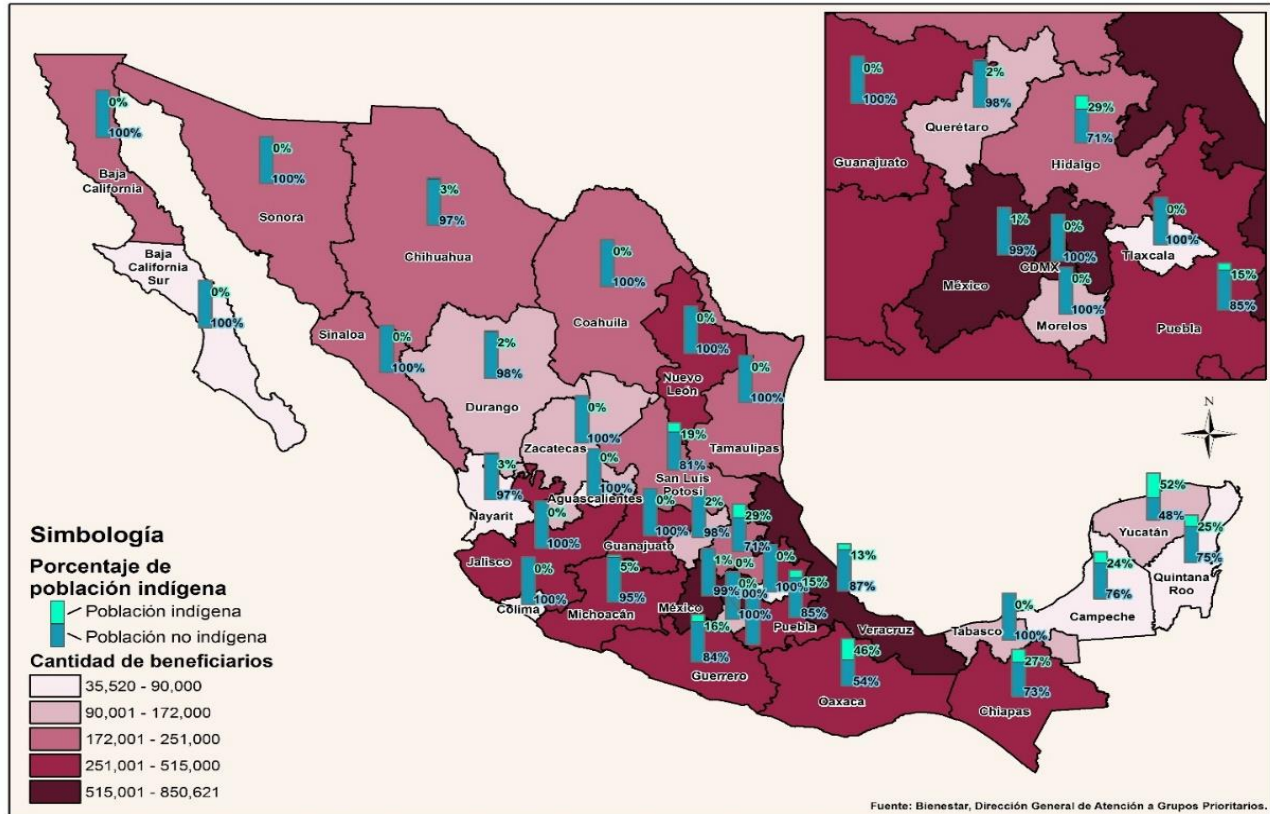 0%
100%
Baja
California
0%
100%
Sonora
3%
97%
Chihuahua
Baja
California
Sur
0%
100%
0%
100%
Coahuila
Sinaloa
0%
100%
2%
98%
Durango
0%
100%
Nuevo
León
0%
100%
Tamaulipas
0%
100%
Zacatecas
0%
100%
Aguascalientes
19%
81%
San Luis
Potosí
3%
97%
Nayarit
0%
100%
Jalisco
0%
100%
Guanajuato
2%
98%
29%
71%
0%
100%
Colima
5%
95%
Michoacán
1%
99%
México
0%
0%
00%
100%
0%
100%
15%
85%
Puebla
13%
87%
Veracruz
16%
84%
Guerrero
46%
54%
Oaxaca
0%
100%
Tabasco
27%
73%
Chiapas
24%
76%
Campeche
52%
48%
Yucatán
25%
75%
Quintana
Roo
0%
100%
Guanajuato
2%
98%
Querétaro
29%
71%
Hidalgo
1%
99%
México
0%
100%
CDMX
0%
100%
Morelos
0%
100%
Tlaxcala
15%
85%
Puebla
N
Simbología
Porcentaje de
población indígena
Población indígena
Población no indígena
Cantidad de beneficiarios
35,520 - 90,000
90,001 - 172,000
172,001 - 251,000
251,001 - 515,000
515,001 - 850,621
Fuente: Bienestar, Dirección General de Atención a Grupos Prioritarios.